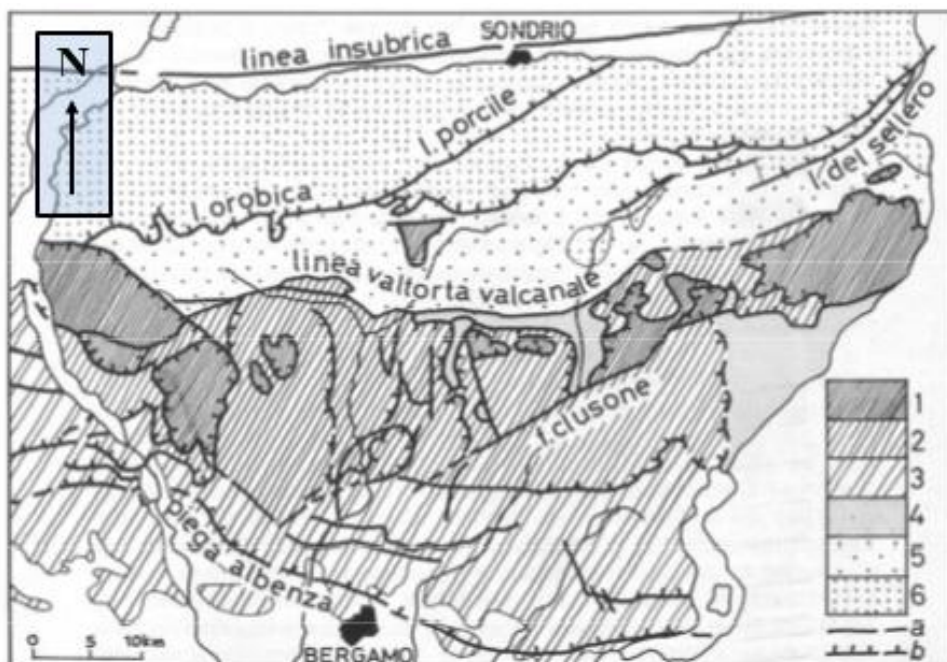 N
SONDRIO
linea insubrica
l. porcile
l. del sellero
l. orobica
linea valtorta valcanale
f. clusone
piega albenza
BERGAMO
0 5 10km
1
2
3
4
5
6
a
b